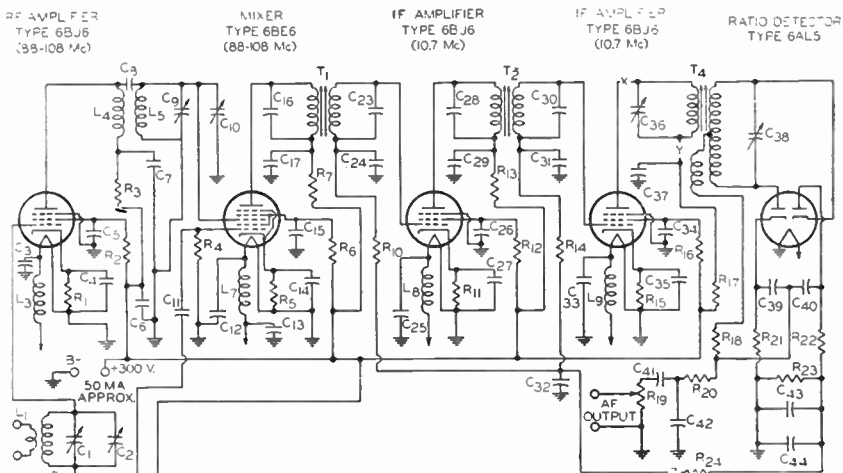 RF AMPLIFER
TYPE 6BJ6
(88-108 Mc)
MIXER
TYPE 6BE6
(88-108 Mc)
IF AMPLIFIER
TYPE 6BJ6
(10.7 Mc)
IF AMPLIFIER
TYPE 6BJ6
(10.7 Mc)
RATIO DETECTOR
TYPE 6AL5
C8
T1
T2
X
T4
L4
L5
C9
C10
C16
C23
C28
C30
C36
C38
Y
C7
C17
R7
C24
C29
R13
C31
C37
R3
C3
C5
R2
R4
C15
R6
R10
C26
R12
R14
C34
R16
R17
L3
R1
C4
C6
C11
L7
R5
C14
L8
R11
C27
C33
L9
R15
C35
C39
C40
C12
C13
C25
R18
R21
R22
B-
+300 V.
50 MA
APPROX.
C32
C41
R20
R23
AF
OUTPUT
R19
C42
C43
L1
C1
C2
C44
R24